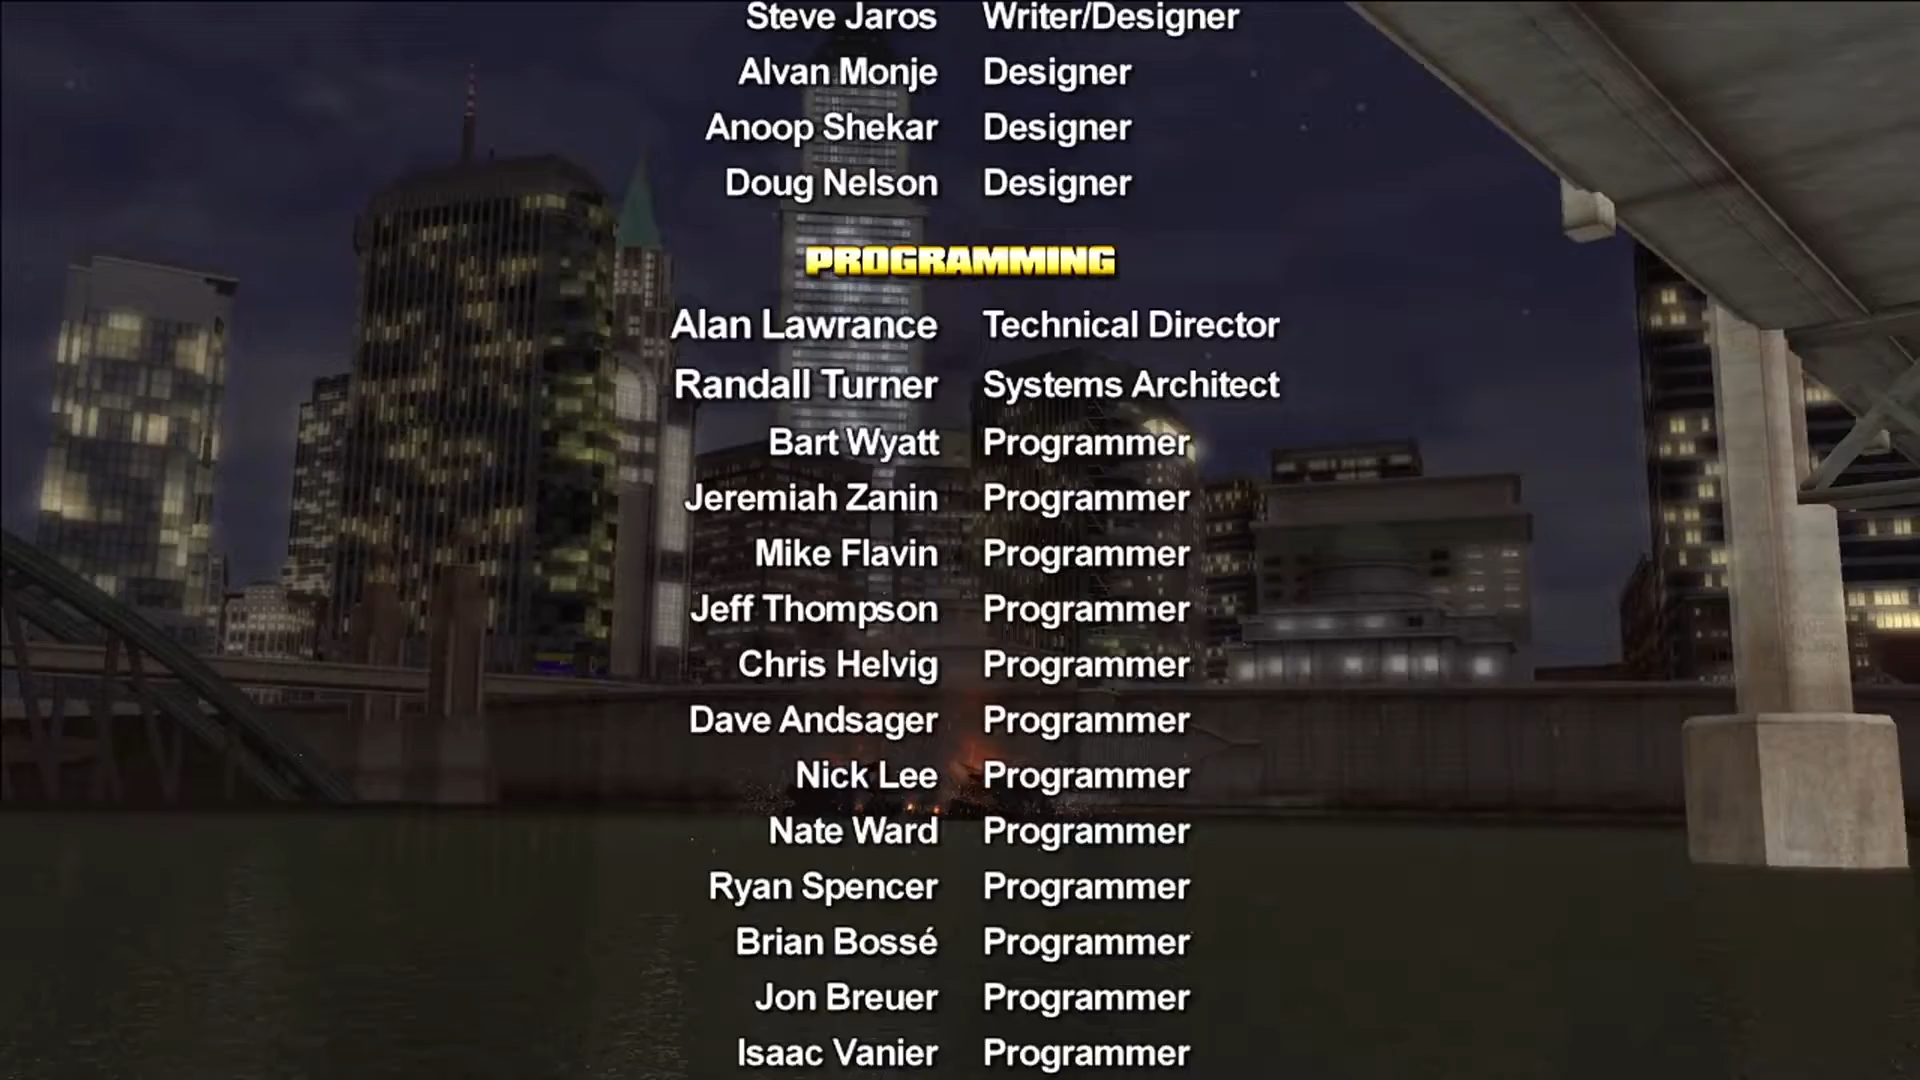 Steve Jaros Writer/Designer
Alvan Monje Designer
Anoop Shekar Designer
Doug Nelson Designer
PROGRAMMING
Alan Lawrance Technical Director
Randall Turner Systems Architect
Bart Wyatt Programmer
Jeremiah Zanin Programmer
Mike Flavin Programmer
Jeff Thompson Programmer
Chris Helvig Programmer
Dave Andsager Programmer
Nick Lee Programmer
Nate Ward Programmer
Ryan Spencer Programmer
Brian Bossé Programmer
Jon Breuer Programmer
Isaac Vanier Programmer